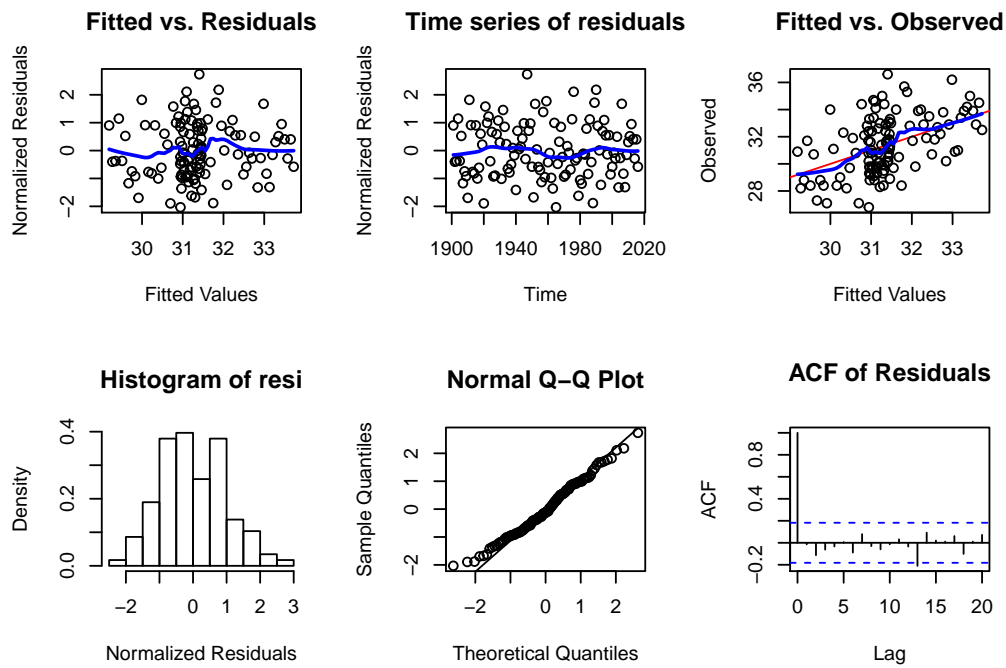 Fitted vs. Residuals
Normalized Residuals
2
1
0
−2
30 31 32 33
Fitted Values
Time series of residuals
Normalized Residuals
2
1
0
−2
1900 1940 1980 2020
Time
Fitted vs. Observed
Observed
36
32
28
30 31 32 33
Fitted Values
Histogram of resi
Density
0.4
0.2
0.0
−2 0 1 2 3
Normalized Residuals
Normal Q−Q Plot
Sample Quantiles
2
0
−2
−2 0 1 2
Theoretical Quantiles
ACF of Residuals
ACF
0.8
0.4
−0.2
0 5 10 15 20
Lag